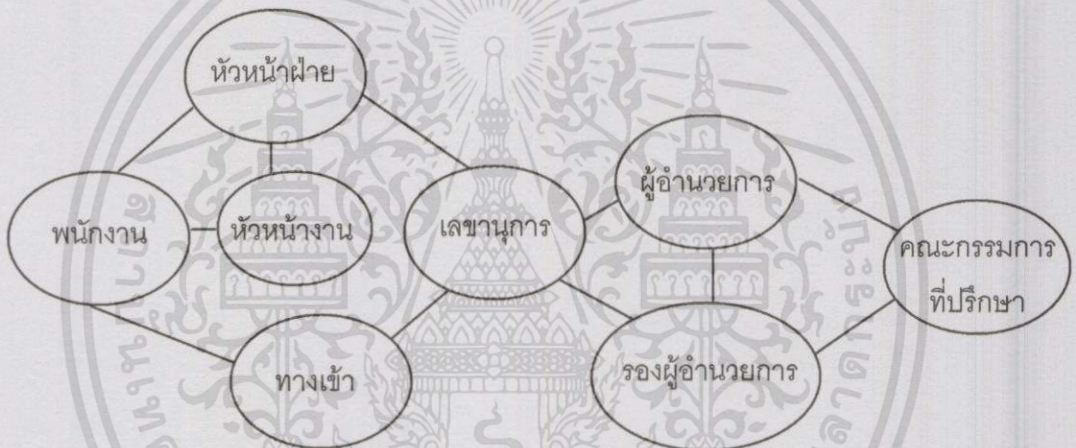 หัวหน้าฝ่าย
พนักงาน
หัวหน้างาน
เลขานุการ
ผู้อำนวยการ
คณะกรรมการ
ที่ปรึกษา
ทางเข้า
รองผู้อำนวยการ